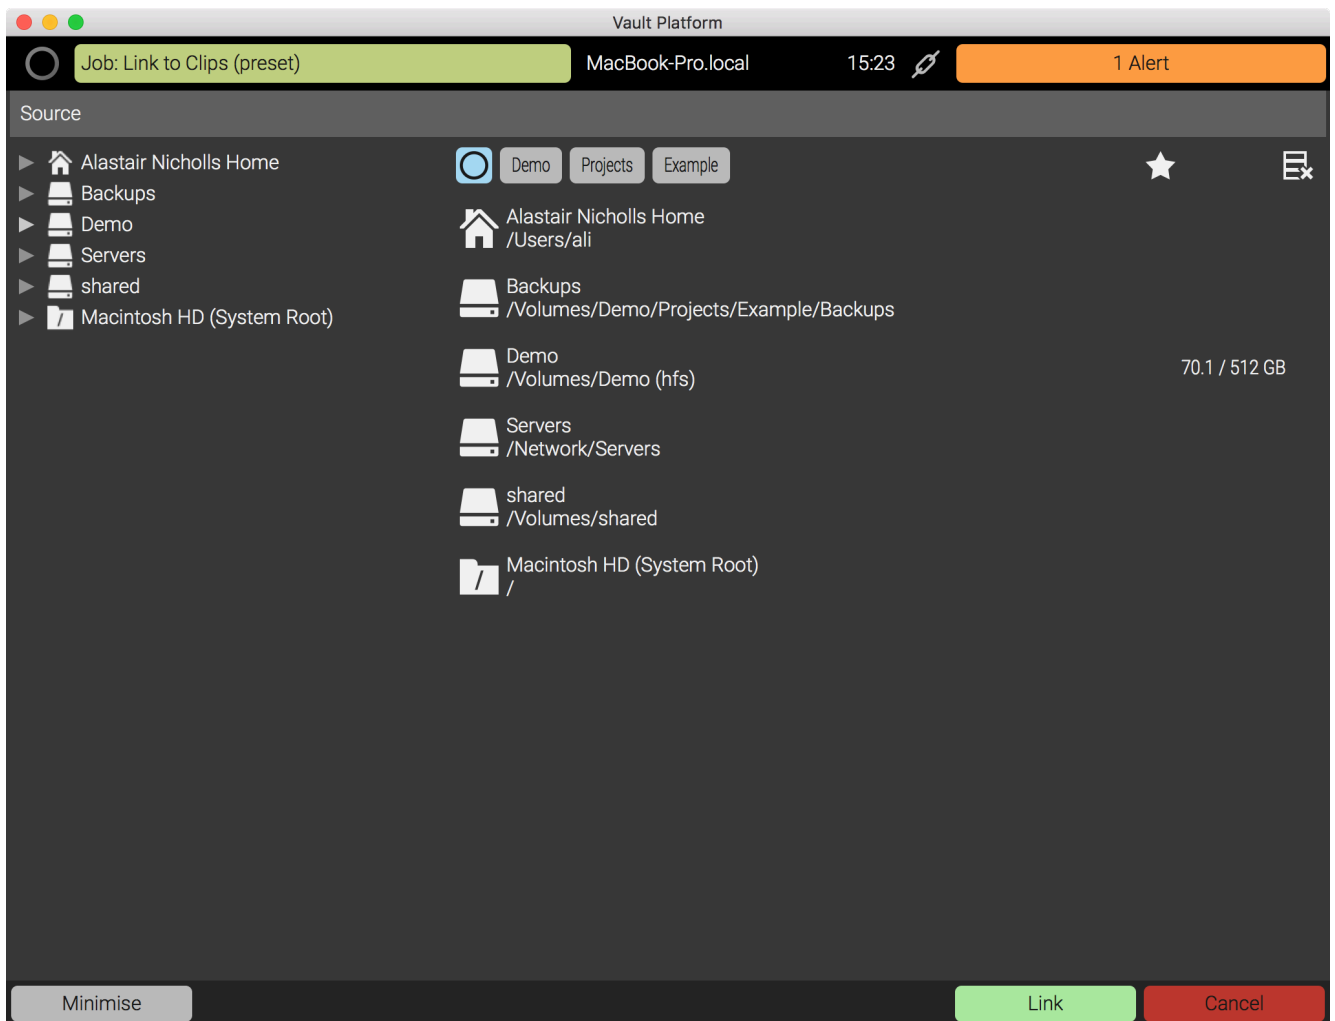 Vault Platform
Job: Link to Clips (preset)
MacBook-Pro.local
15:23
1 Alert
Source
Alastair Nicholls Home
Backups
Demo
Servers
shared
/ Macintosh HD (System Root)
Demo Projects Example
Alastair Nicholls Home
/Users/ali
Backups
/Volumes/Demo/Projects/Example/Backups
Demo
/Volumes/Demo (hfs)
70.1 / 512 GB
Servers
/Network/Servers
shared
/Volumes/shared
/ Macintosh HD (System Root)
/
Minimise
Link
Cancel